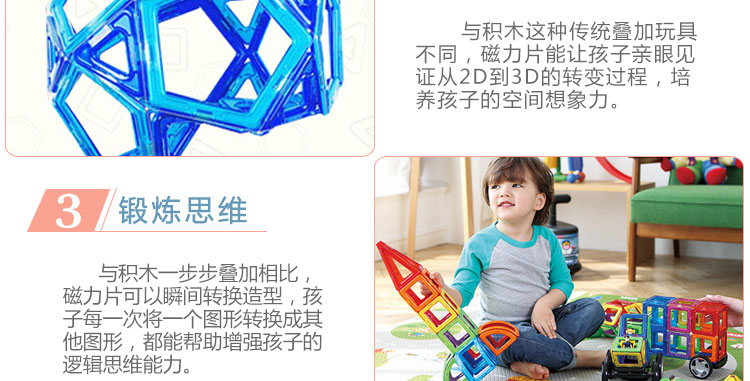 与积木这种传统叠加玩具
不同，磁力片能让孩子亲眼见
证从2D到3D的转变过程，培
养孩子的空间想象力。
3 锻炼思维
与积木一步步叠加相比，
磁力片可以瞬间转换造型，孩
子每一次将一个图形转换成其
他图形，都能帮助增强孩子的
逻辑思维能力。